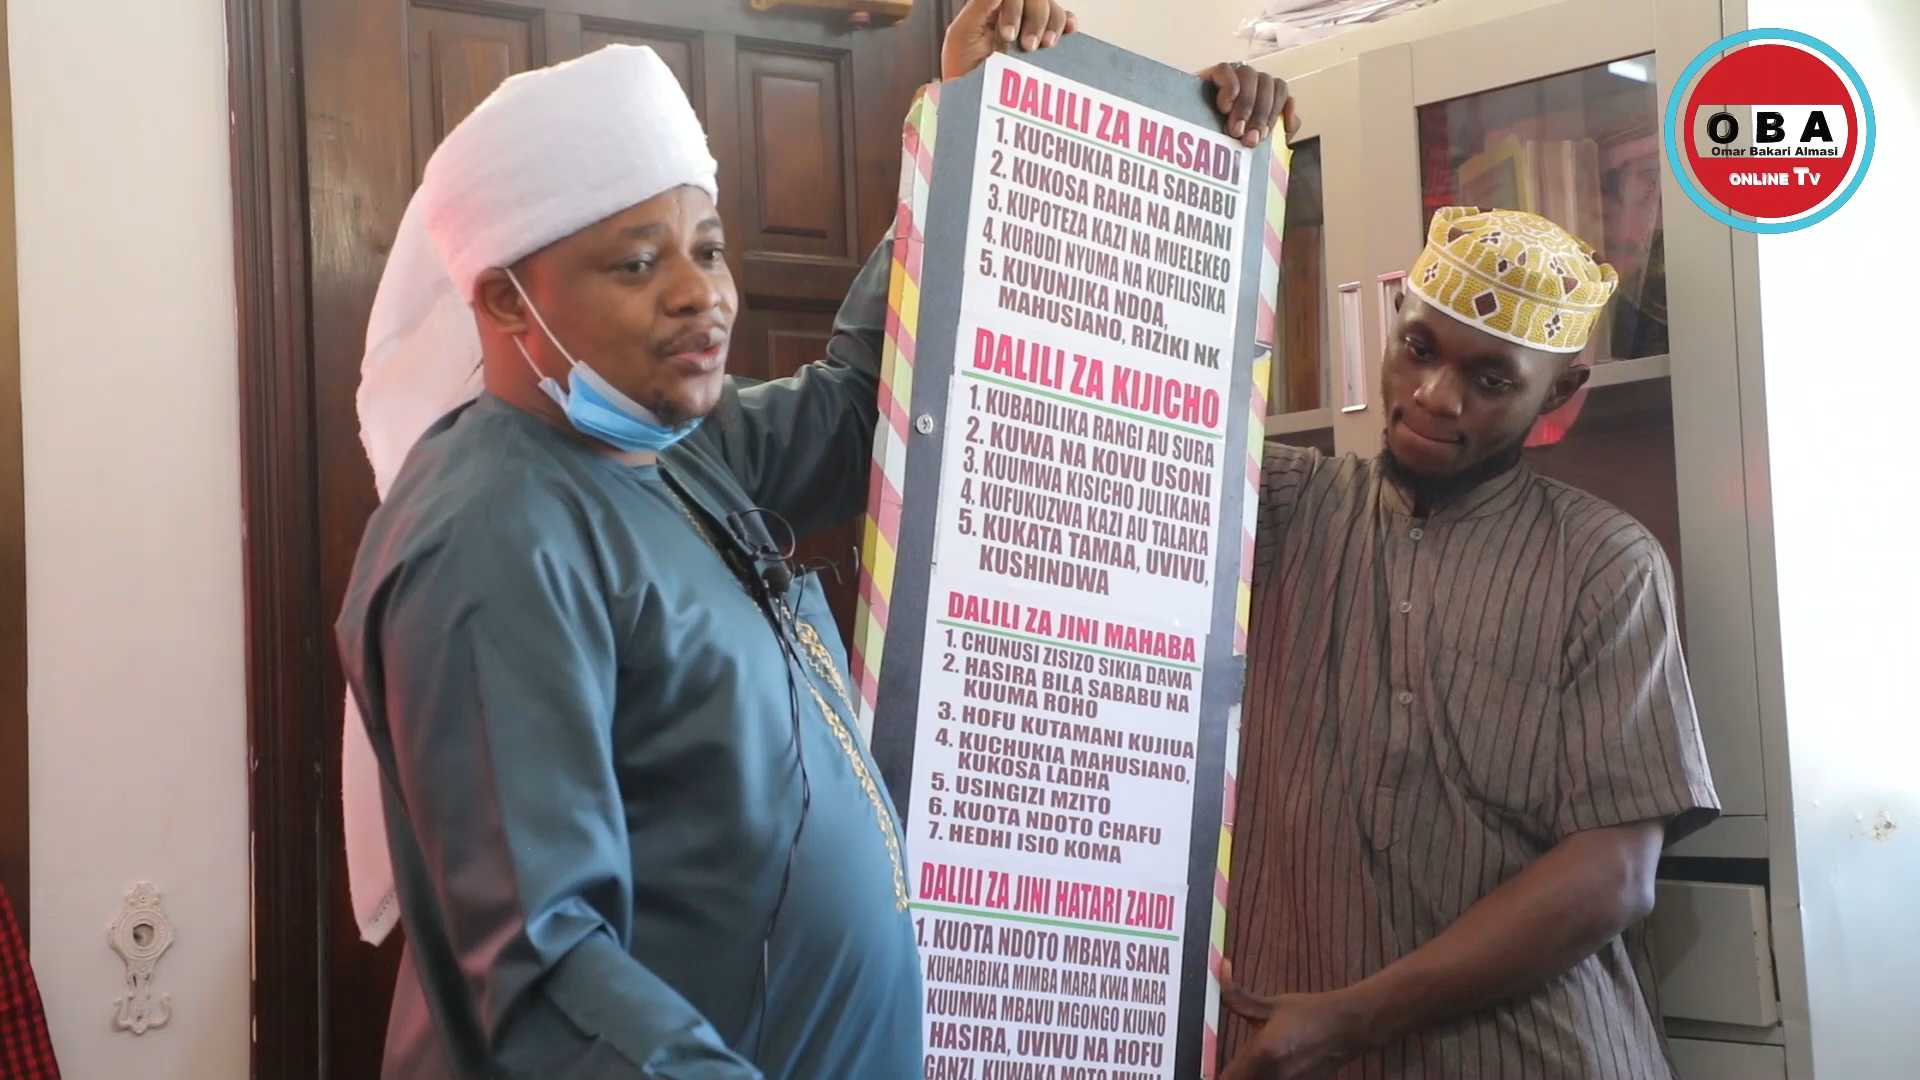 OBA
Omar Bakari Almasi
ONLINE TV
DALILI ZA HASADI
1. KUCHUKIA BILA SABABU
2. KUKOSA RAHA NA AMANI
3. KUPOTEZA KAZI NA MUELEKEO
4. KURUDI NYUMA NA KUFILISIKA
5. KUVUNJIKA NDOA,
MAHUSIANO, RIZIKI NK
DALILI ZA KIJICHO
1. KUBADILIKA RANGI AU SURA
2. KUWA NA KOVU USONI
3. KUUMWA KISICHO JULIKANA
4. KUFUKUZWA KAZI AU TALAKA
5. KUKATA TAMAA, UVIVU,
KUSHINDWA
DALILI ZA JINI MAHABA
1. CHUNUSI ZISIZO SIKIA DAWA
2. HASIRA BILA SABABU NA
KUUMA ROHO
3. HOFU KUTAMANI KUJIUA
4. KUCHUKIA MAHUSIANO,
KUKOSA LADHA
5. USINGIZI MZITO
6. KUOTA NDOTO CHAFU
7. HEDHI ISIO KOMA
DALILI ZA JINI HATARI ZAIDI
1. KUOTA NDOTO MBAYA SANA
KUHARIBIKA MIMBA MARA KWA MARA
KUUMWA MBAVU MGONGO KIUNO
HASIRA, UVIVU NA HOFU
GANZI, KUWAKA MOTO MWILI